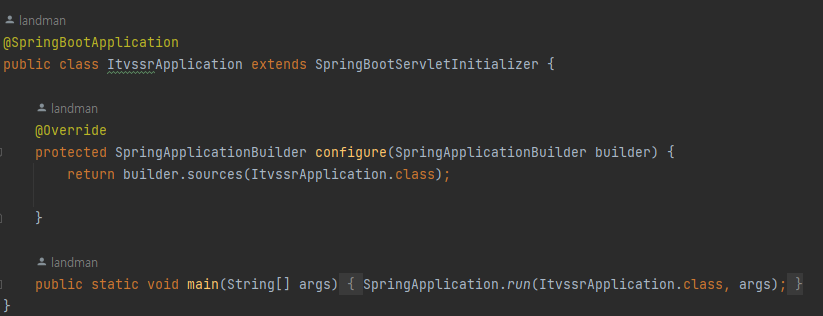 landman
@SpringBootApplication
public class ItvssrApplication extends SpringBootServletInitializer {
landman
@Override
protected SpringApplicationBuilder configure(SpringApplicationBuilder builder) {
return builder.sources(ItvssrApplication.class);
}
landman
public static void main(String[] args) { SpringApplication.run(ItvssrApplication.class, args); }
}